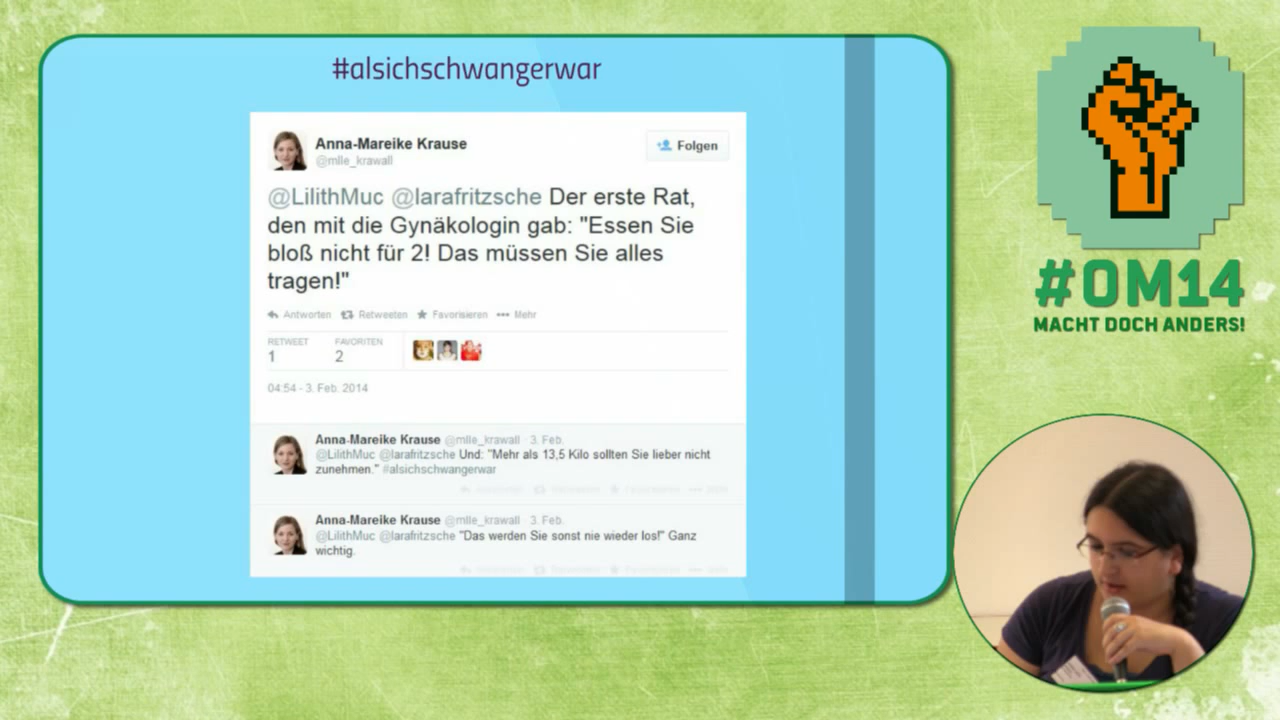 #alsichschwangerwar
Anna-Mareike Krause
@mlle_krawall
Folgen
@LilithMuc @larafritzsche Der erste Rat,
den mit die Gynäkologin gab: "Essen Sie
bloß nicht für 2! Das müssen Sie alles
tragen!"
Antworten Retweeten Favorisieren Mehr
RETWEET FAVORITEN
1 2
04:54 - 3. Feb. 2014
Anna-Mareike Krause @mlle_krawall · 3. Feb.
@LilithMuc @larafritzsche Und: "Mehr als 13,5 Kilo sollten Sie lieber nicht
zunehmen." #alsichschwangerwar
Anna-Mareike Krause @mlle_krawall · 3. Feb.
@LilithMuc @larafritzsche "Das werden Sie sonst nie wieder los!" Ganz
wichtig.
#OM14
MACHT DOCH ANDERS!